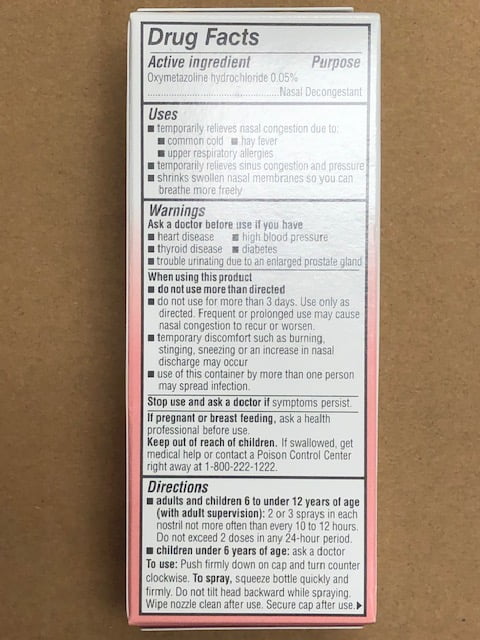 Drug Facts
Active ingredient Purpose
Oxymetazoline hydrochloride 0.05%
........................................Nasal Decongestant
Uses
■ temporarily relieves nasal congestion due to:
■ common cold ■ hay fever
■ upper respiratory allergies
■ temporarily relieves sinus congestion and pressure
■ shrinks swollen nasal membranes so you can
breathe more freely
Warnings
Ask a doctor before use if you have
■ heart disease ■ high blood pressure
■ thyroid disease ■ diabetes
■ trouble urinating due to an enlarged prostate gland
When using this product
■ do not use more than directed
■ do not use for more than 3 days. Use only as
directed. Frequent or prolonged use may cause
nasal congestion to recur or worsen.
■ temporary discomfort such as burning,
stinging, sneezing or an increase in nasal
discharge may occur
■ use of this container by more than one person
may spread infection.
Stop use and ask a doctor if symptoms persist.
If pregnant or breast feeding, ask a health
professional before use.
Keep out of reach of children. If swallowed, get
medical help or contact a Poison Control Center
right away at 1-800-222-1222.
Directions
■ adults and children 6 to under 12 years of age
(with adult supervision): 2 or 3 sprays in each
nostril not more often than every 10 to 12 hours.
Do not exceed 2 doses in any 24-hour period.
■ children under 6 years of age: ask a doctor
To use: Push firmly down on cap and turn counter
clockwise. To spray, squeeze bottle quickly and
firmly. Do not tilt head backward while spraying.
Wipe nozzle clean after use. Secure cap after use.▶